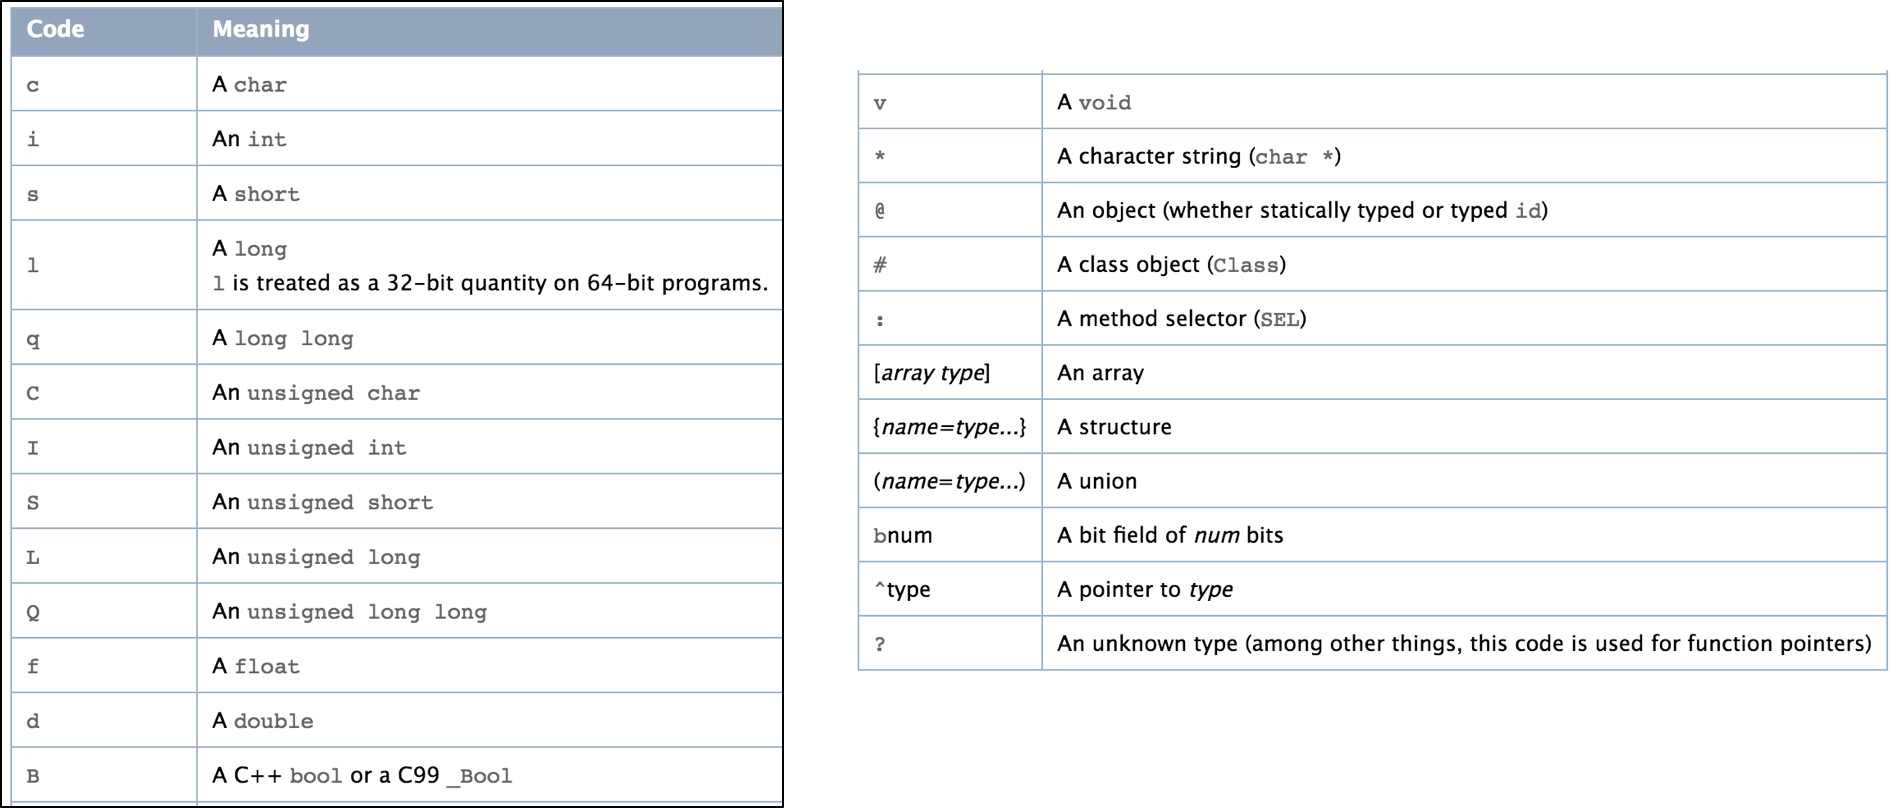 Code Meaning
c A char
i An int
s A short
l A long
l is treated as a 32-bit quantity on 64-bit programs.
q A long long
C An unsigned char
I An unsigned int
S An unsigned short
L An unsigned long
Q An unsigned long long
f A float
d A double
B A C++ bool or a C99 _Bool
v A void
* A character string (char *)
@ An object (whether statically typed or typed id)
# A class object (Class)
: A method selector (SEL)
[array type] An array
{name=type...} A structure
(name=type...) A union
bnum A bit field of num bits
^type A pointer to type
? An unknown type (among other things, this code is used for function pointers)